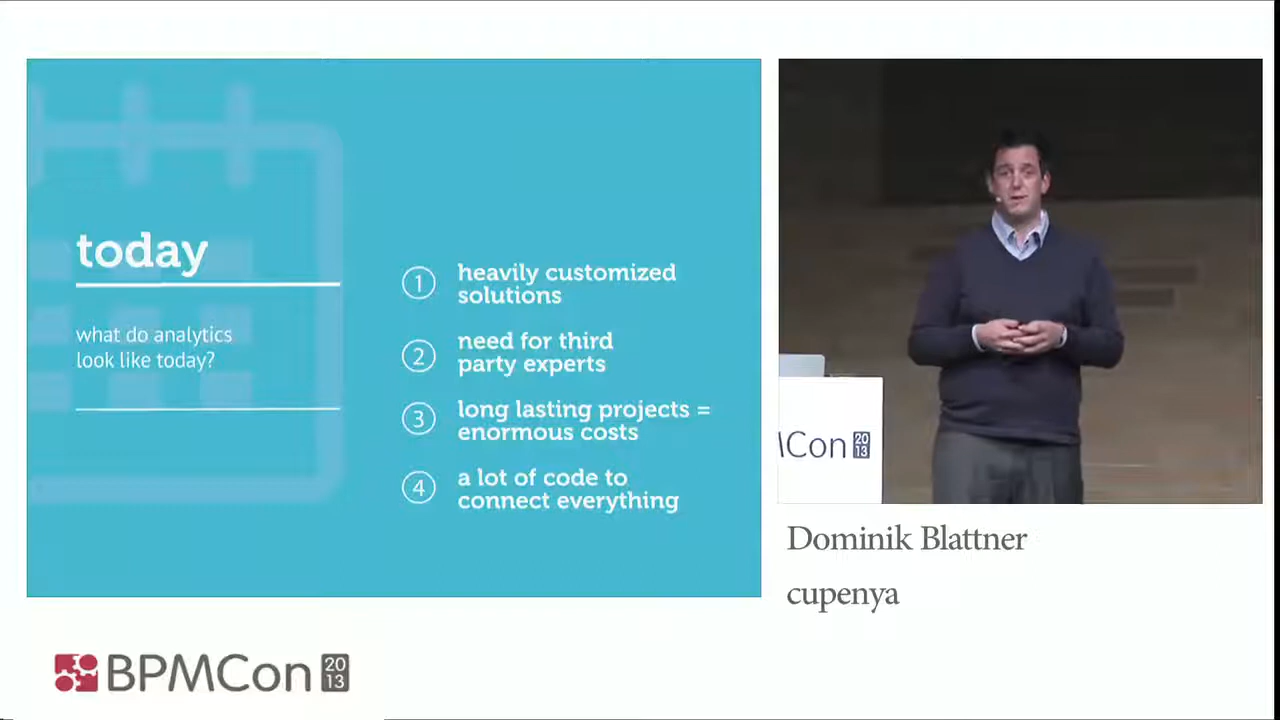 today
what do analytics
look like today?
1 heavily customized
solutions
2 need for third
party experts
3 long lasting projects =
enormous costs
4 a lot of code to
connect everything
MCon 20
13
Dominik Blattner
cupenya
BPMCon 20
13